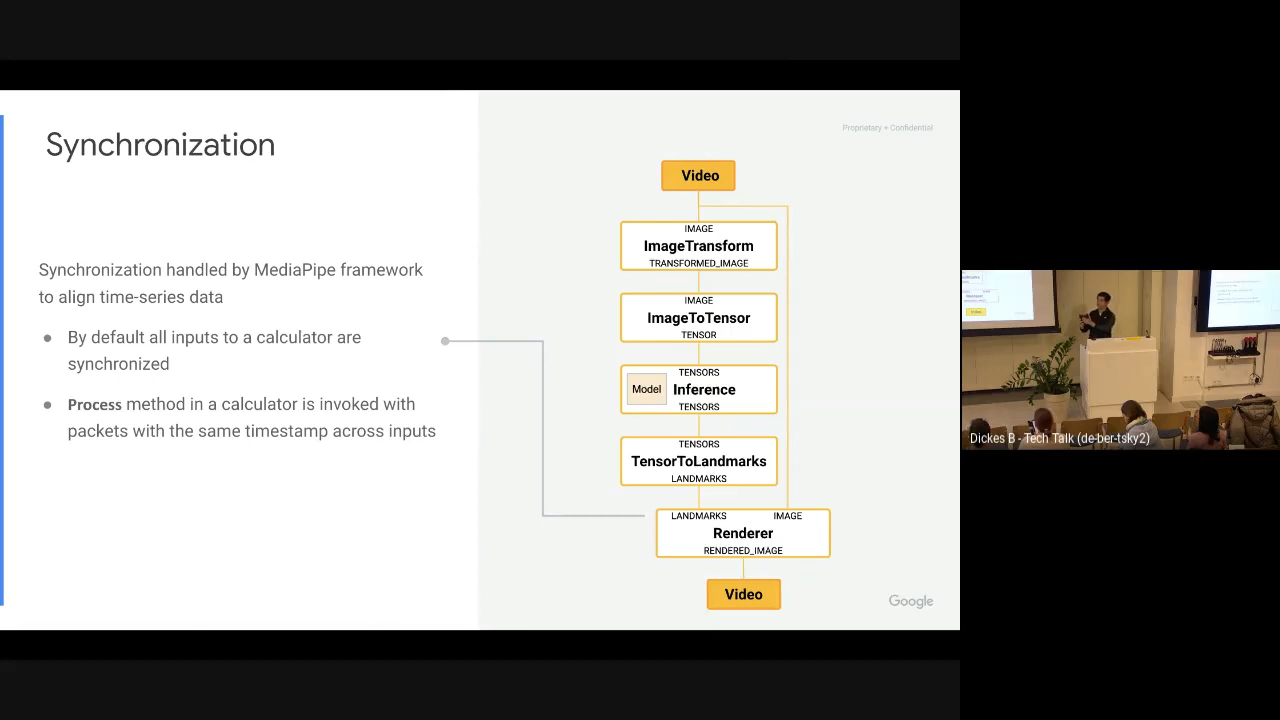 Synchronization
Proprietary + Confidential
Synchronization handled by MediaPipe framework
to align time-series data
● By default all inputs to a calculator are
synchronized
● Process method in a calculator is invoked with
packets with the same timestamp across inputs
Video
IMAGE
ImageTransform
TRANSFORMED_IMAGE
IMAGE
ImageToTensor
TENSOR
TENSORS
Model Inference
TENSORS
TENSORS
TensorToLandmarks
LANDMARKS
LANDMARKS IMAGE
Renderer
RENDERED_IMAGE
Video
Google
Dickes B - Tech Talk (de-ber-tsky2)